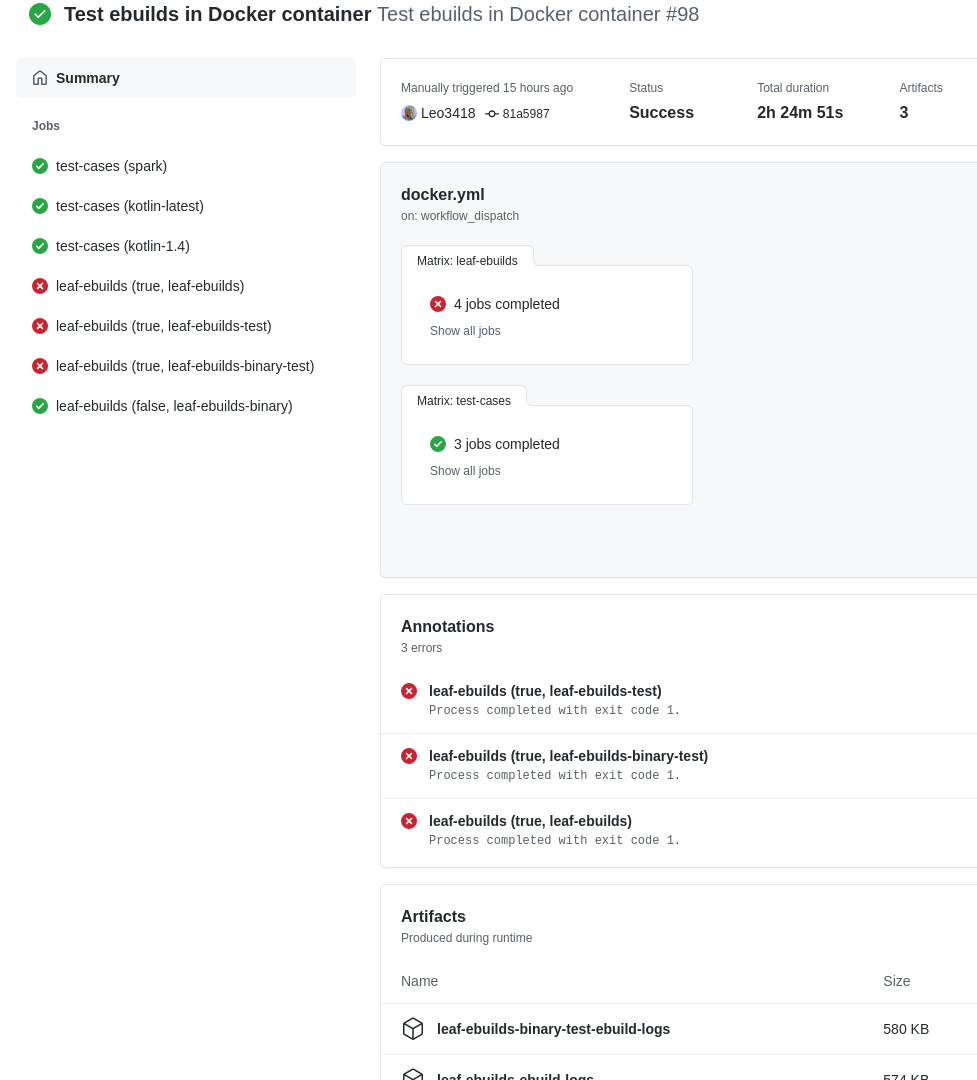 Test ebuilds in Docker container Test ebuilds in Docker container #98
Summary
Jobs
test-cases (spark)
test-cases (kotlin-latest)
test-cases (kotlin-1.4)
leaf-ebuilds (true, leaf-ebuilds)
leaf-ebuilds (true, leaf-ebuilds-test)
leaf-ebuilds (true, leaf-ebuilds-binary-test)
leaf-ebuilds (false, leaf-ebuilds-binary)
Manually triggered 15 hours ago
Leo3418 81a5987
Status
Success
Total duration
2h 24m 51s
Artifacts
3
docker.yml
on: workflow_dispatch
Matrix: leaf-ebuilds
4 jobs completed
Show all jobs
Matrix: test-cases
3 jobs completed
Show all jobs
Annotations
3 errors
leaf-ebuilds (true, leaf-ebuilds-test)
Process completed with exit code 1.
leaf-ebuilds (true, leaf-ebuilds-binary-test)
Process completed with exit code 1.
leaf-ebuilds (true, leaf-ebuilds)
Process completed with exit code 1.
Artifacts
Produced during runtime
Name Size
leaf-ebuilds-binary-test-ebuild-logs 580 KB
leaf-ebuilds-ebuild-logs 574 KB